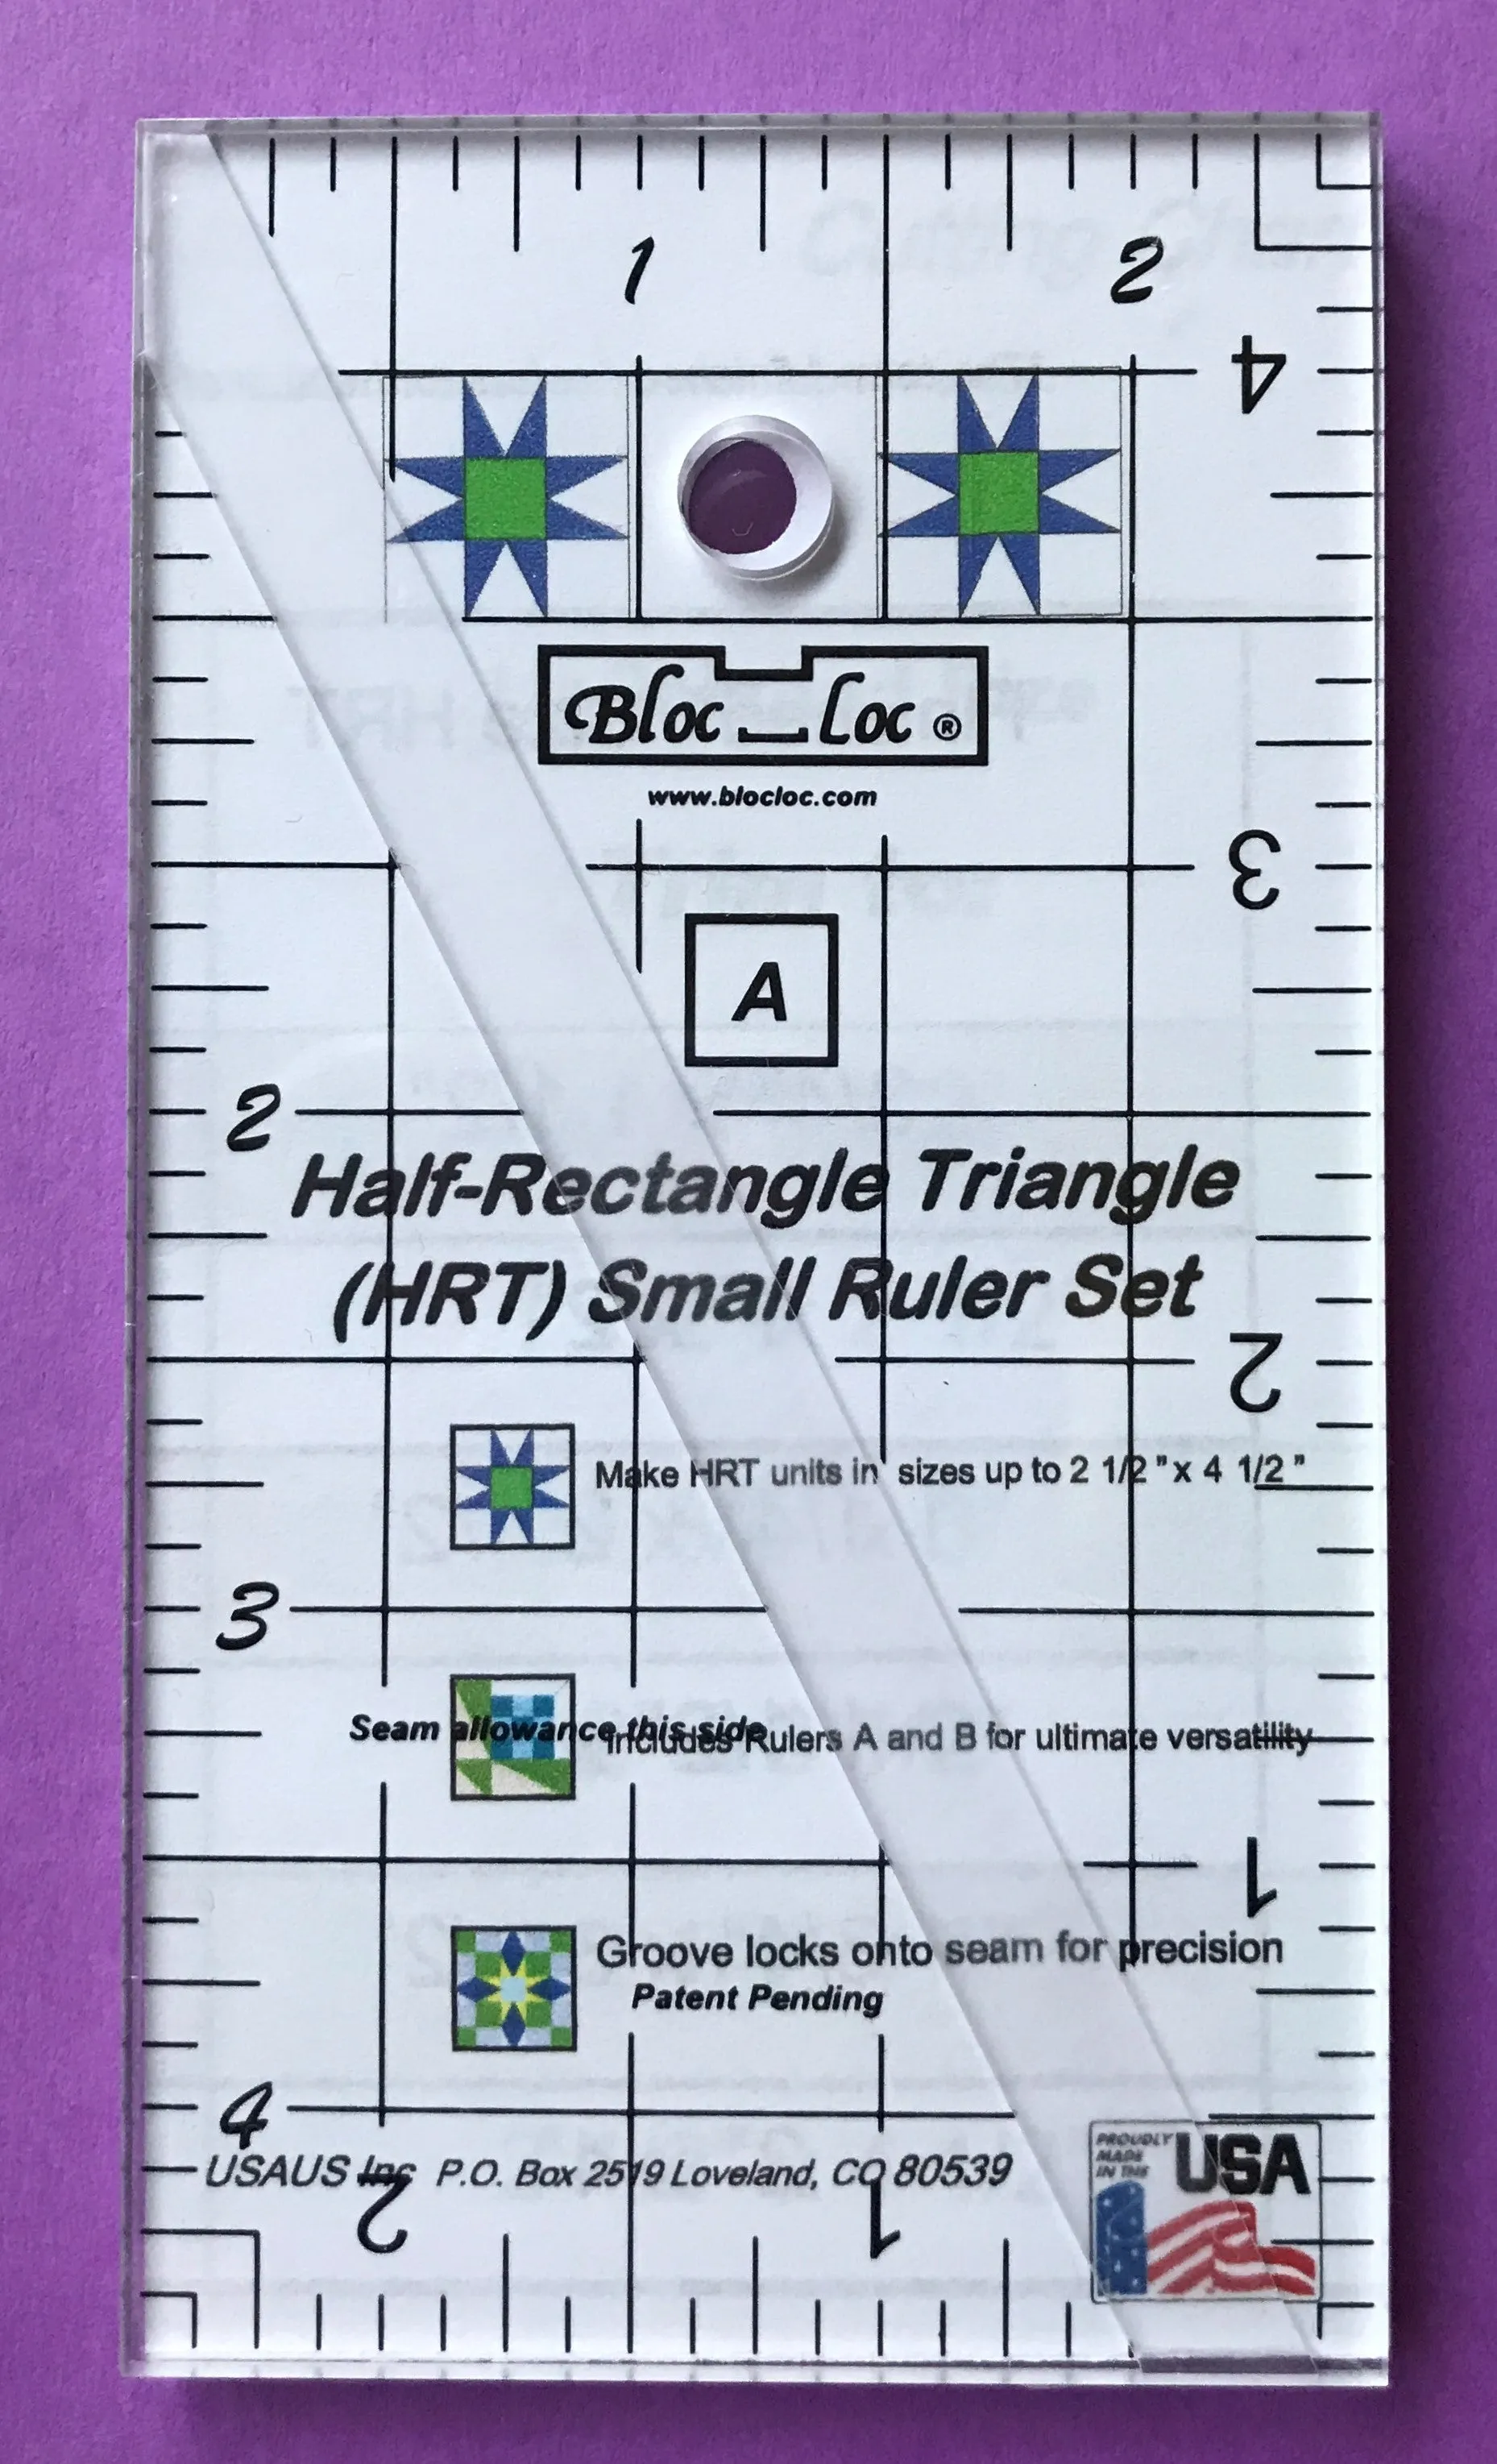 1 2
4
Bloc Loc ®
www.blocloc.com
3
A
2
Half-Rectangle Triangle
(HRT) Small Ruler Set
2
Make HRT units in sizes up to 2 1/2 " x 4 1/2 "
3
Seam allowance this side
Includes Rulers A and B for ultimate versatility
1
Groove locks onto seam for precision
Patent Pending
4
PROUDLY MADE IN THE USA
USAUS Inc P.O. Box 2519 Loveland, CO 80539
2 1